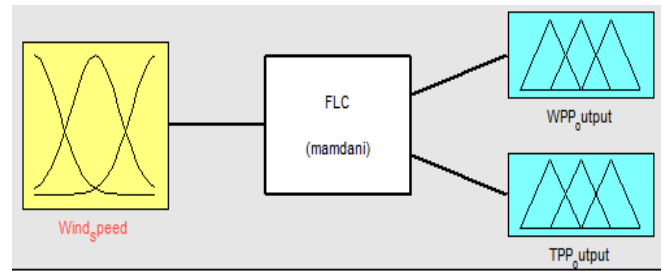 FLC
(mamdani)
Wind_speed
WPP_output
TPP_output